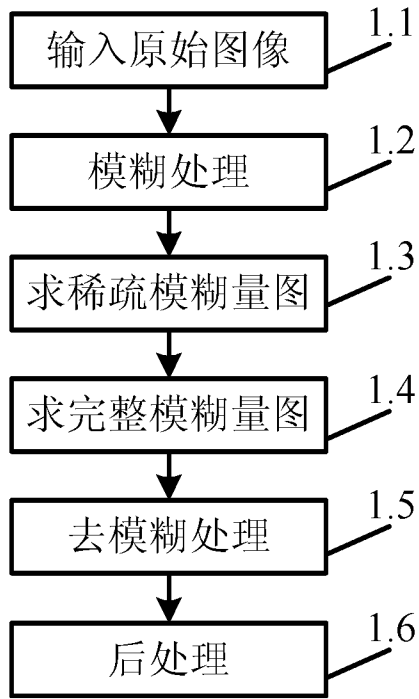 输入原始图像
1.1
模糊处理
1.2
求稀疏模糊量图
1.3
求完整模糊量图
1.4
去模糊处理
1.5
后处理
1.6